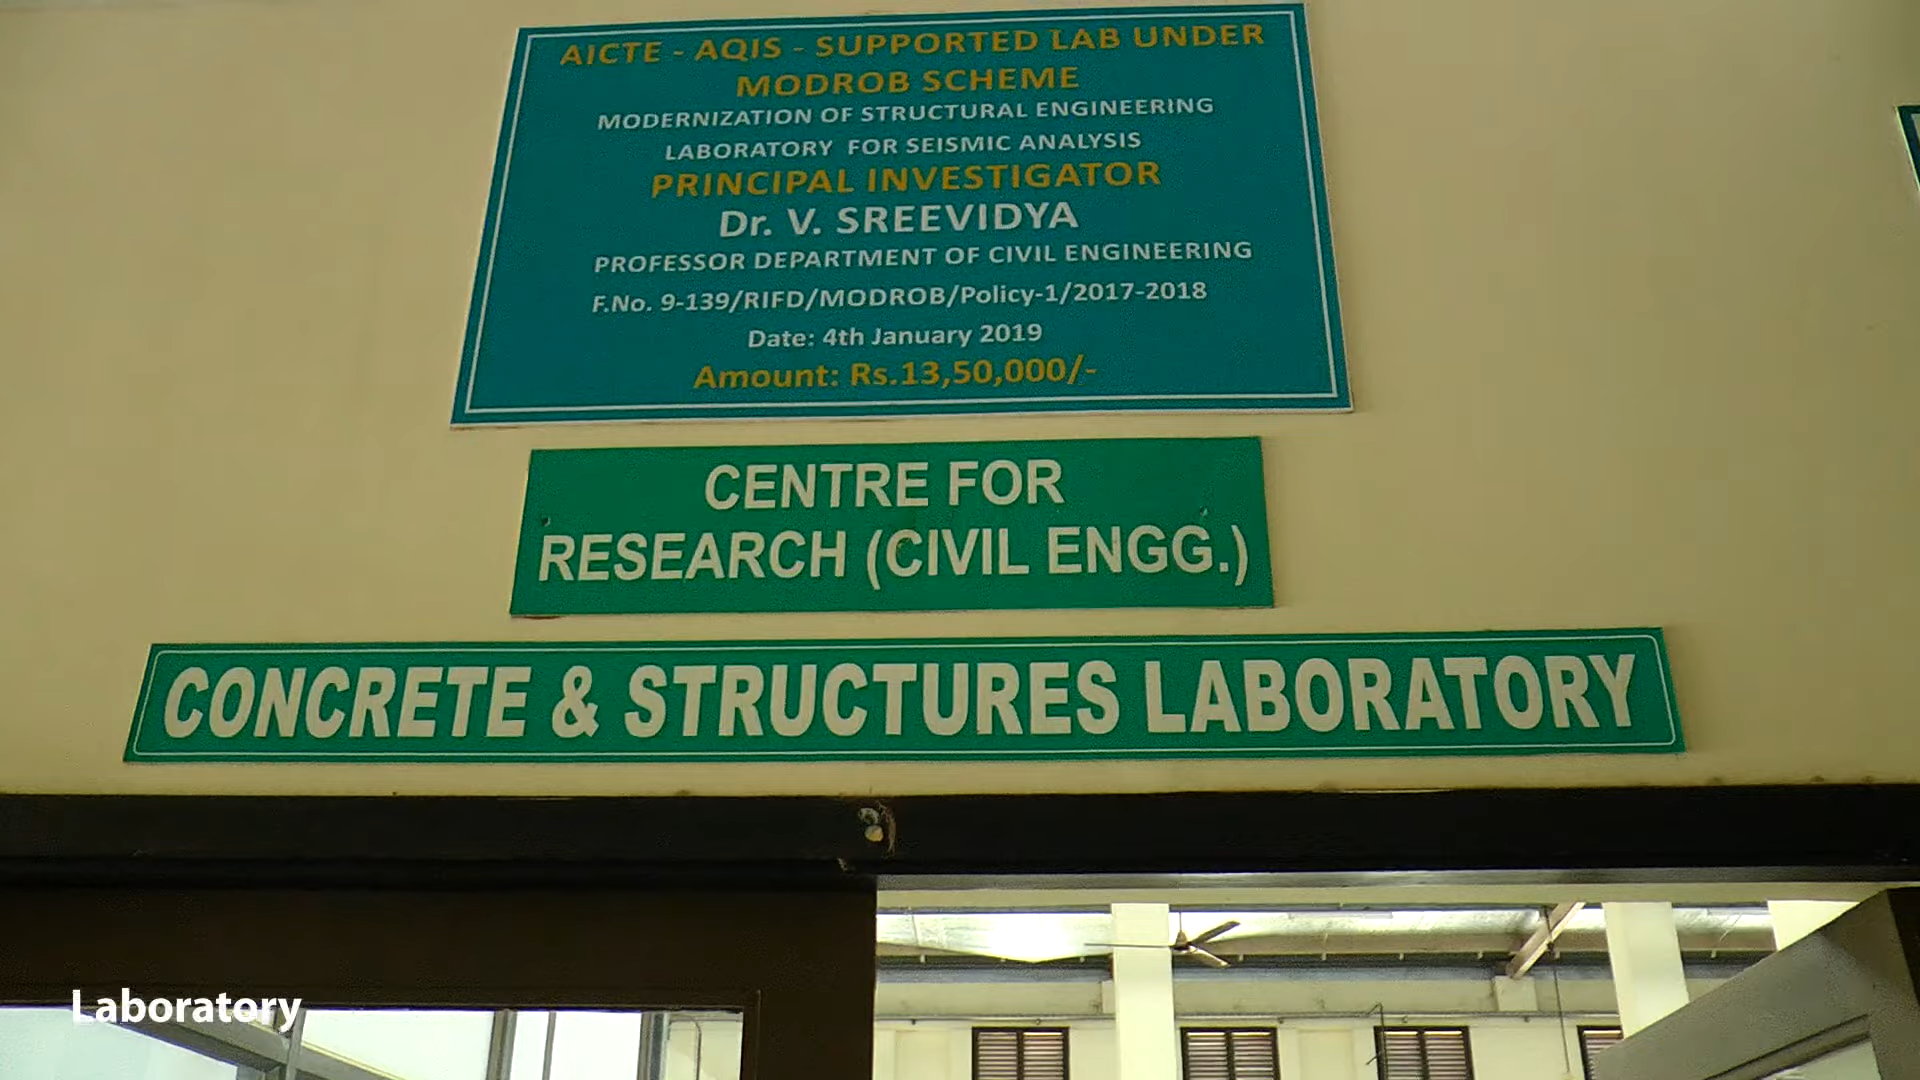 AICTE - AQIS - SUPPORTED LAB UNDER
MODROB SCHEME
MODERNIZATION OF STRUCTURAL ENGINEERING
LABORATORY FOR SEISMIC ANALYSIS
PRINCIPAL INVESTIGATOR
Dr. V. SREEVIDYA
PROFESSOR DEPARTMENT OF CIVIL ENGINEERING
F.No. 9-139/RIFD/MODROB/Policy-1/2017-2018
Date: 4th January 2019
Amount: Rs.13,50,000/-
CENTRE FOR
RESEARCH (CIVIL ENGG.)
CONCRETE & STRUCTURES LABORATORY
Laboratory